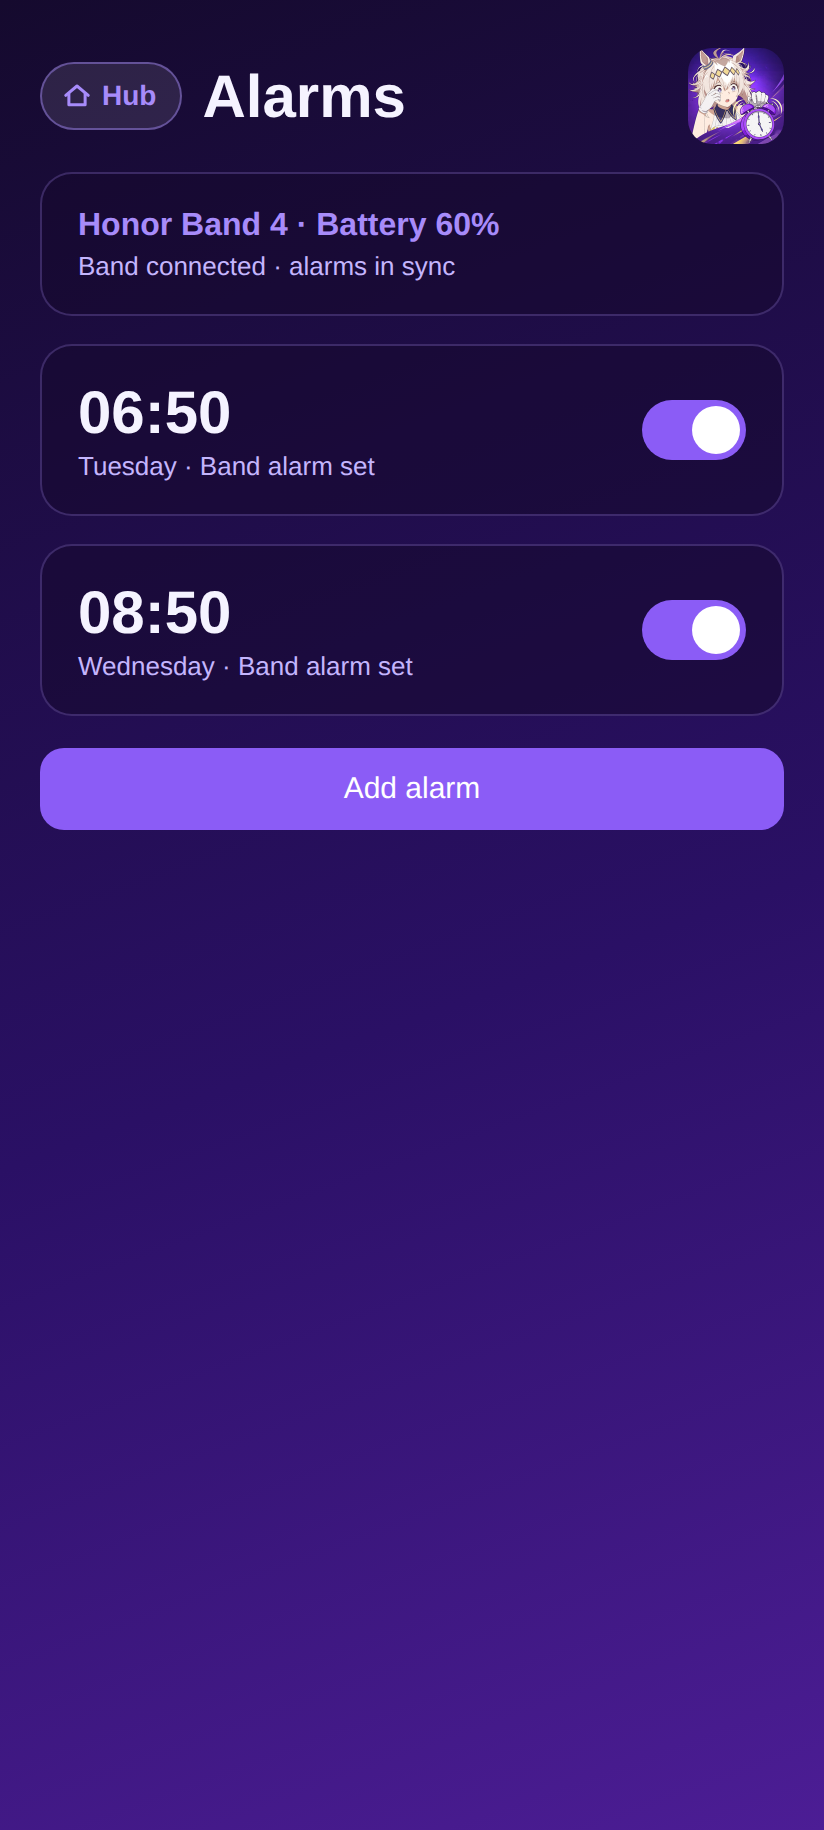 Hub
Alarms
Honor Band 4 · Battery 60%
Band connected · alarms in sync
06:50
Tuesday · Band alarm set
08:50
Wednesday · Band alarm set
Add alarm